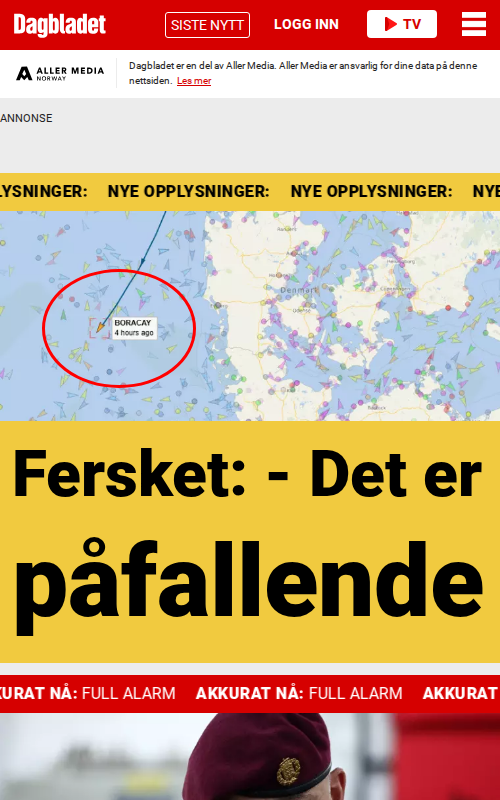 Dagbladet
SISTE NYTT
LOGG INN
TV
ALLER MEDIA
NORWAY
Dagbladet er en del av Aller Media. Aller Media er ansvarlig for dine data på denne
nettsiden. Les mer
ANNONSE
LYSNINGER: NYE OPPLYSNINGER: NYE OPPLYSNINGER: NYE
Denmark
BORACAY
4 hours ago
Fersket: - Det er
påfallende
KURAT NÅ: FULL ALARM AKKURAT NÅ: FULL ALARM AKKURAT